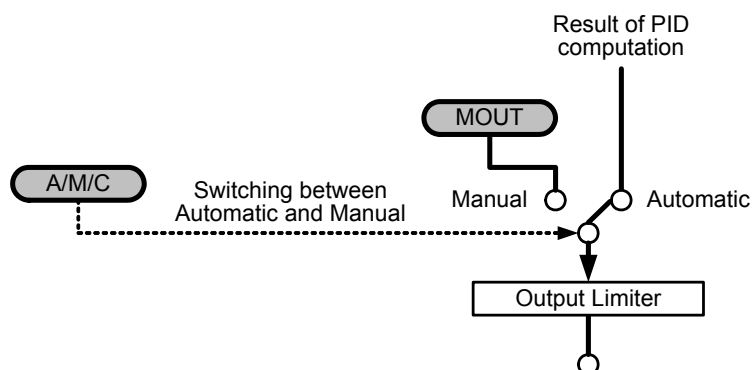 Result of PID
computation
MOUT
A/M/C
Switching between
Automatic and Manual
Manual
Automatic
Output Limiter